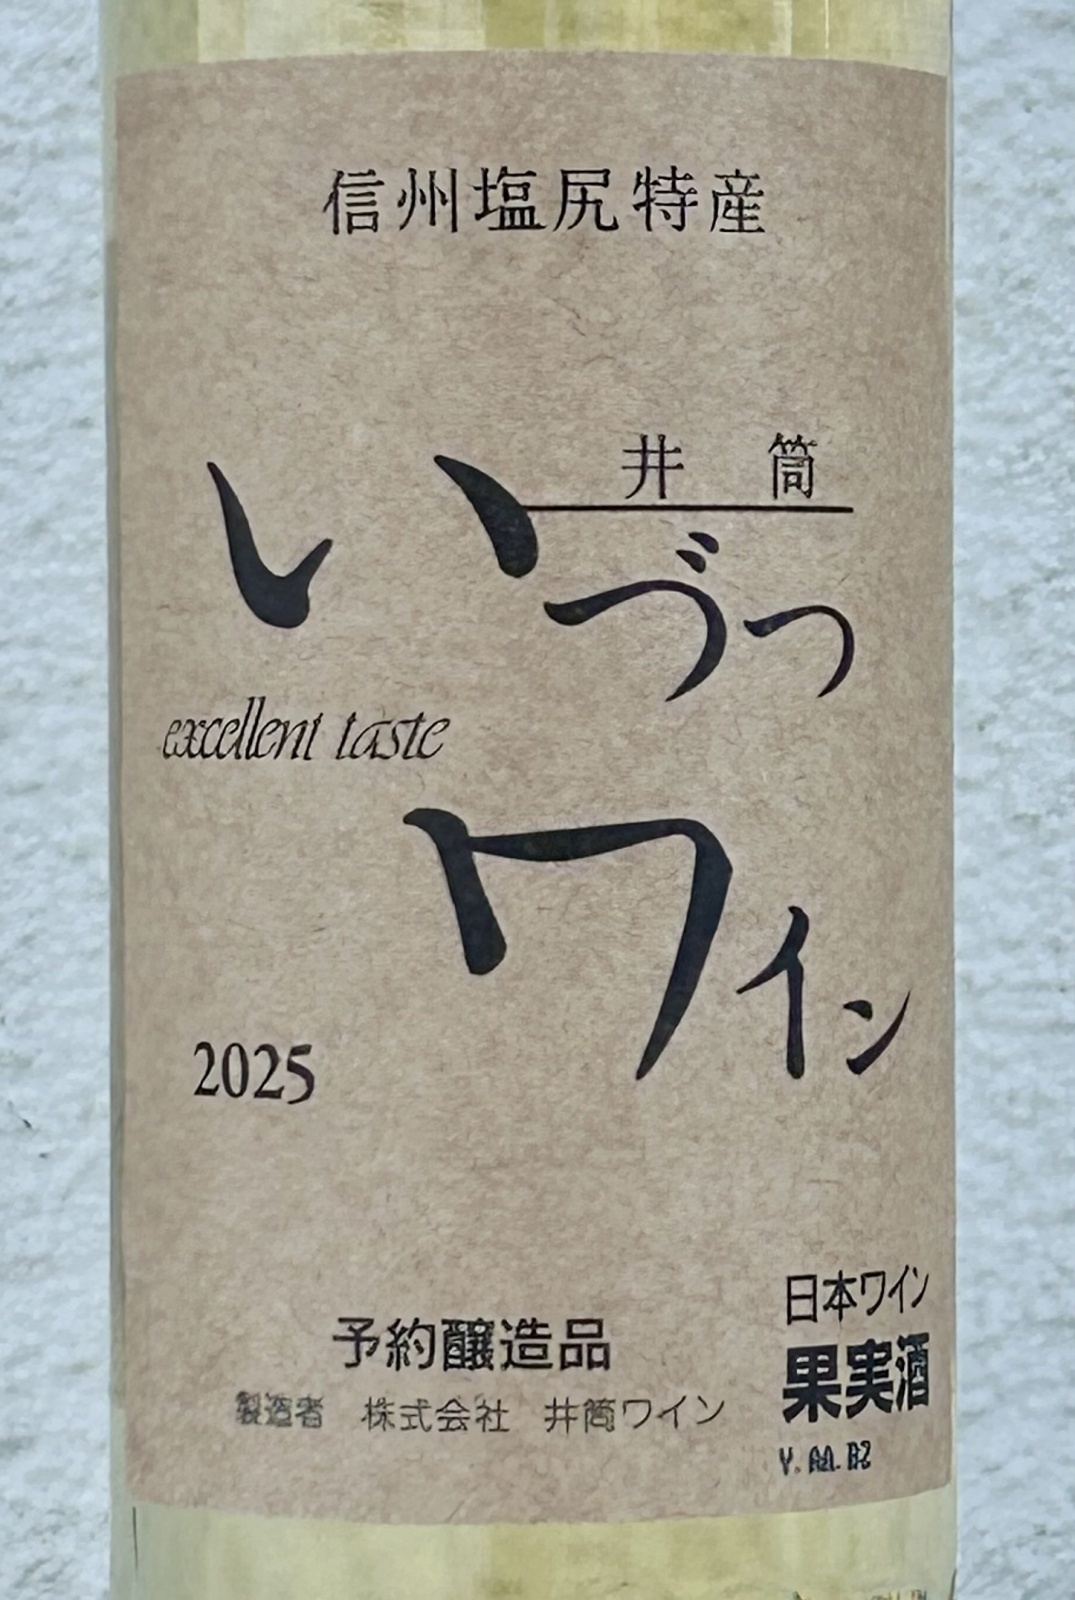 信州塩尻特産
井筒
いいづつ
excellent taste
ワイン
2025
日本ワイン
予約醸造品
果実酒
製造者 株式会社 井筒ワイン